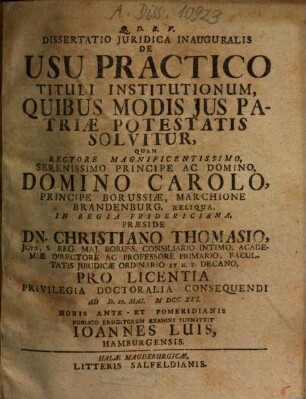 A. Diss. 10923
Q. D. B. V.
DISSERTATIO JURIDICA INAUGURALIS
DE
USU PRACTICO
TITULI INSTITUTIONUM,
QUIBUS MODIS JUS PA-
TRIÆ POTESTATIS
SOLVITUR,
QUAM
RECTORE MAGNIFICENTISSIMO,
SERENISSIMO PRINCIPE AC DOMINO,
DOMINO CAROLO,
PRINCIPE BORUSSIÆ, MARCHIONE
BRANDENBURG. RELIQUA,
IN REGIA FRIDERICIANA,
PRÆSIDE
DN. CHRISTIANO THOMASIO,
JCTO, S. REG. MAJ. BORUSS. CONSILIARIO INTIMO, ACADE-
MIÆ DIRECTORE AC PROFESSORE PRIMARIO, FACUL-
TATIS JURIDICÆ ORDINARIO ET H. T. DECANO,
PRO LICENTIA
PRIVILEGIA DOCTORALIA CONSEQUENDI
AD D. MAI. M DCC XVI.
HORIS ANTE- ET POMERIDIANIS
PUBLICO ERUDITORUM EXAMINI SUBMITTIT
IOANNES LUIS,
HAMBURGENSIS.
HALÆ MAGDEBURGICÆ,
LITTERIS SALFELDIANIS.